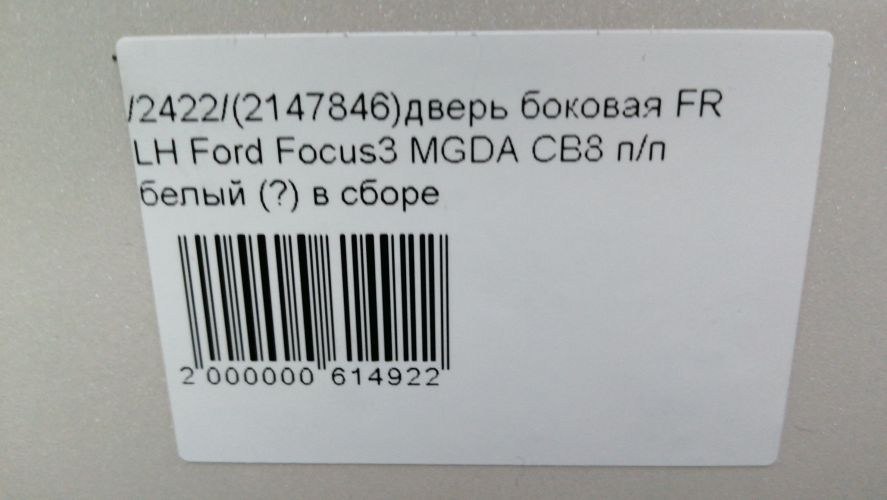 /2422/(2147846)дверь боковая FR
LH Ford Focus3 MGDA CB8 п/п
белый (?) в сборе
2 000000 614922